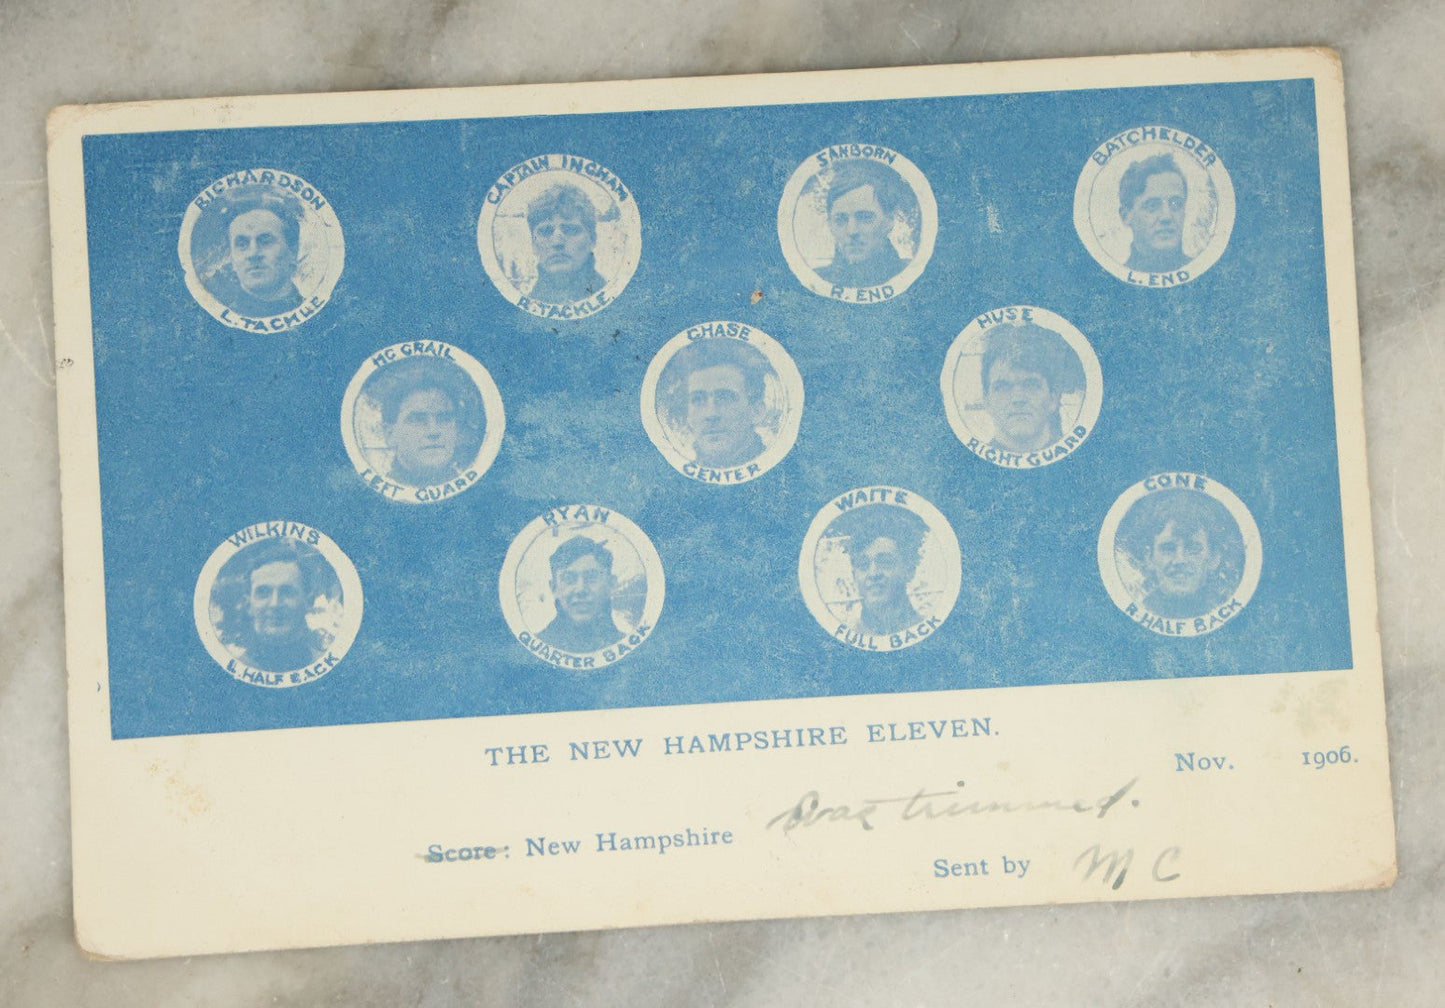 RICHARDSON
L. TACKLE
CAPTAIN INGHAM
R. TACKLE.
SANBORN
R. END
BATCHELDER
L. END
MC GRAIL
LEFT GUARD
CHASE
CENTER
HUSE
RIGHT GUARD
WILKINS
L. HALF BACK
RYAN
QUARTER BACK
WAITE
FULL BACK
CONE
R. HALF BACK
THE NEW HAMPSHIRE ELEVEN.
Nov. 1906.
Score: New Hampshire was trimmed.
Sent by M C